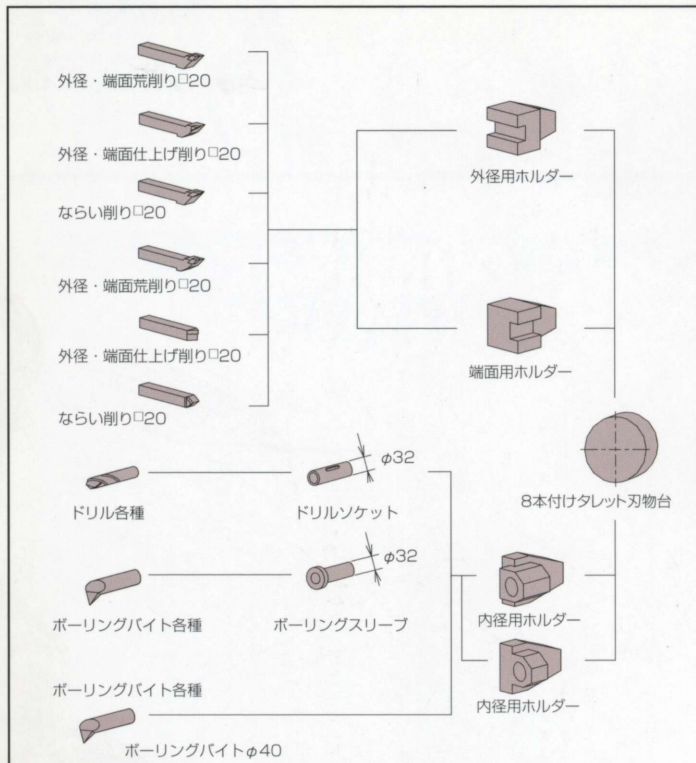 外径・端面荒削り□20
外径・端面仕上げ削り□20
ならい削り□20
外径・端面荒削り□20
外径・端面仕上げ削り□20
ならい削り□20
外径用ホルダー
端面用ホルダー
8本付けタレット刃物台
φ32
ドリル各種
ドリルソケット
φ32
ボーリングバイト各種
ボーリングスリーブ
内径用ホルダー
内径用ホルダー
ボーリングバイト各種
ボーリングバイトφ40